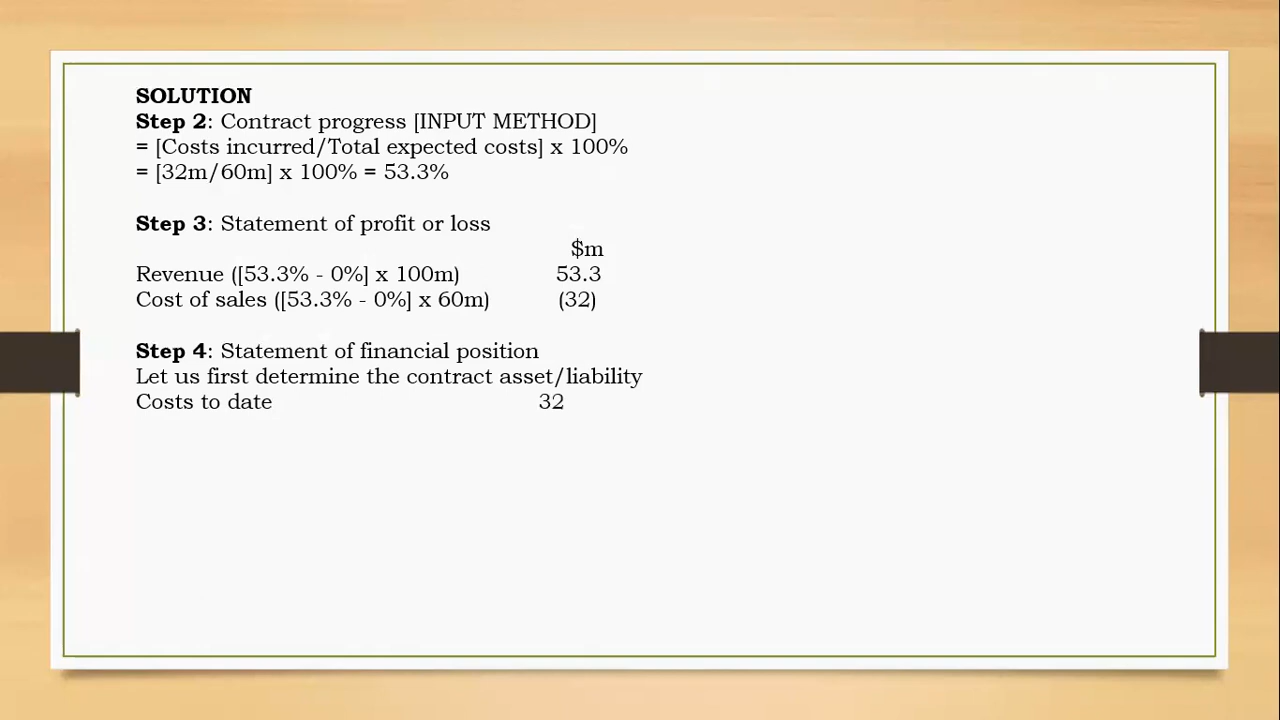 SOLUTION
Step 2: Contract progress [INPUT METHOD]
= [Costs incurred/Total expected costs] x 100%
= [32m/60m] x 100% = 53.3%
Step 3: Statement of profit or loss
$m
Revenue ([53.3% - 0%] x 100m) 53.3
Cost of sales ([53.3% - 0%] x 60m) (32)
Step 4: Statement of financial position
Let us first determine the contract asset/liability
Costs to date 32